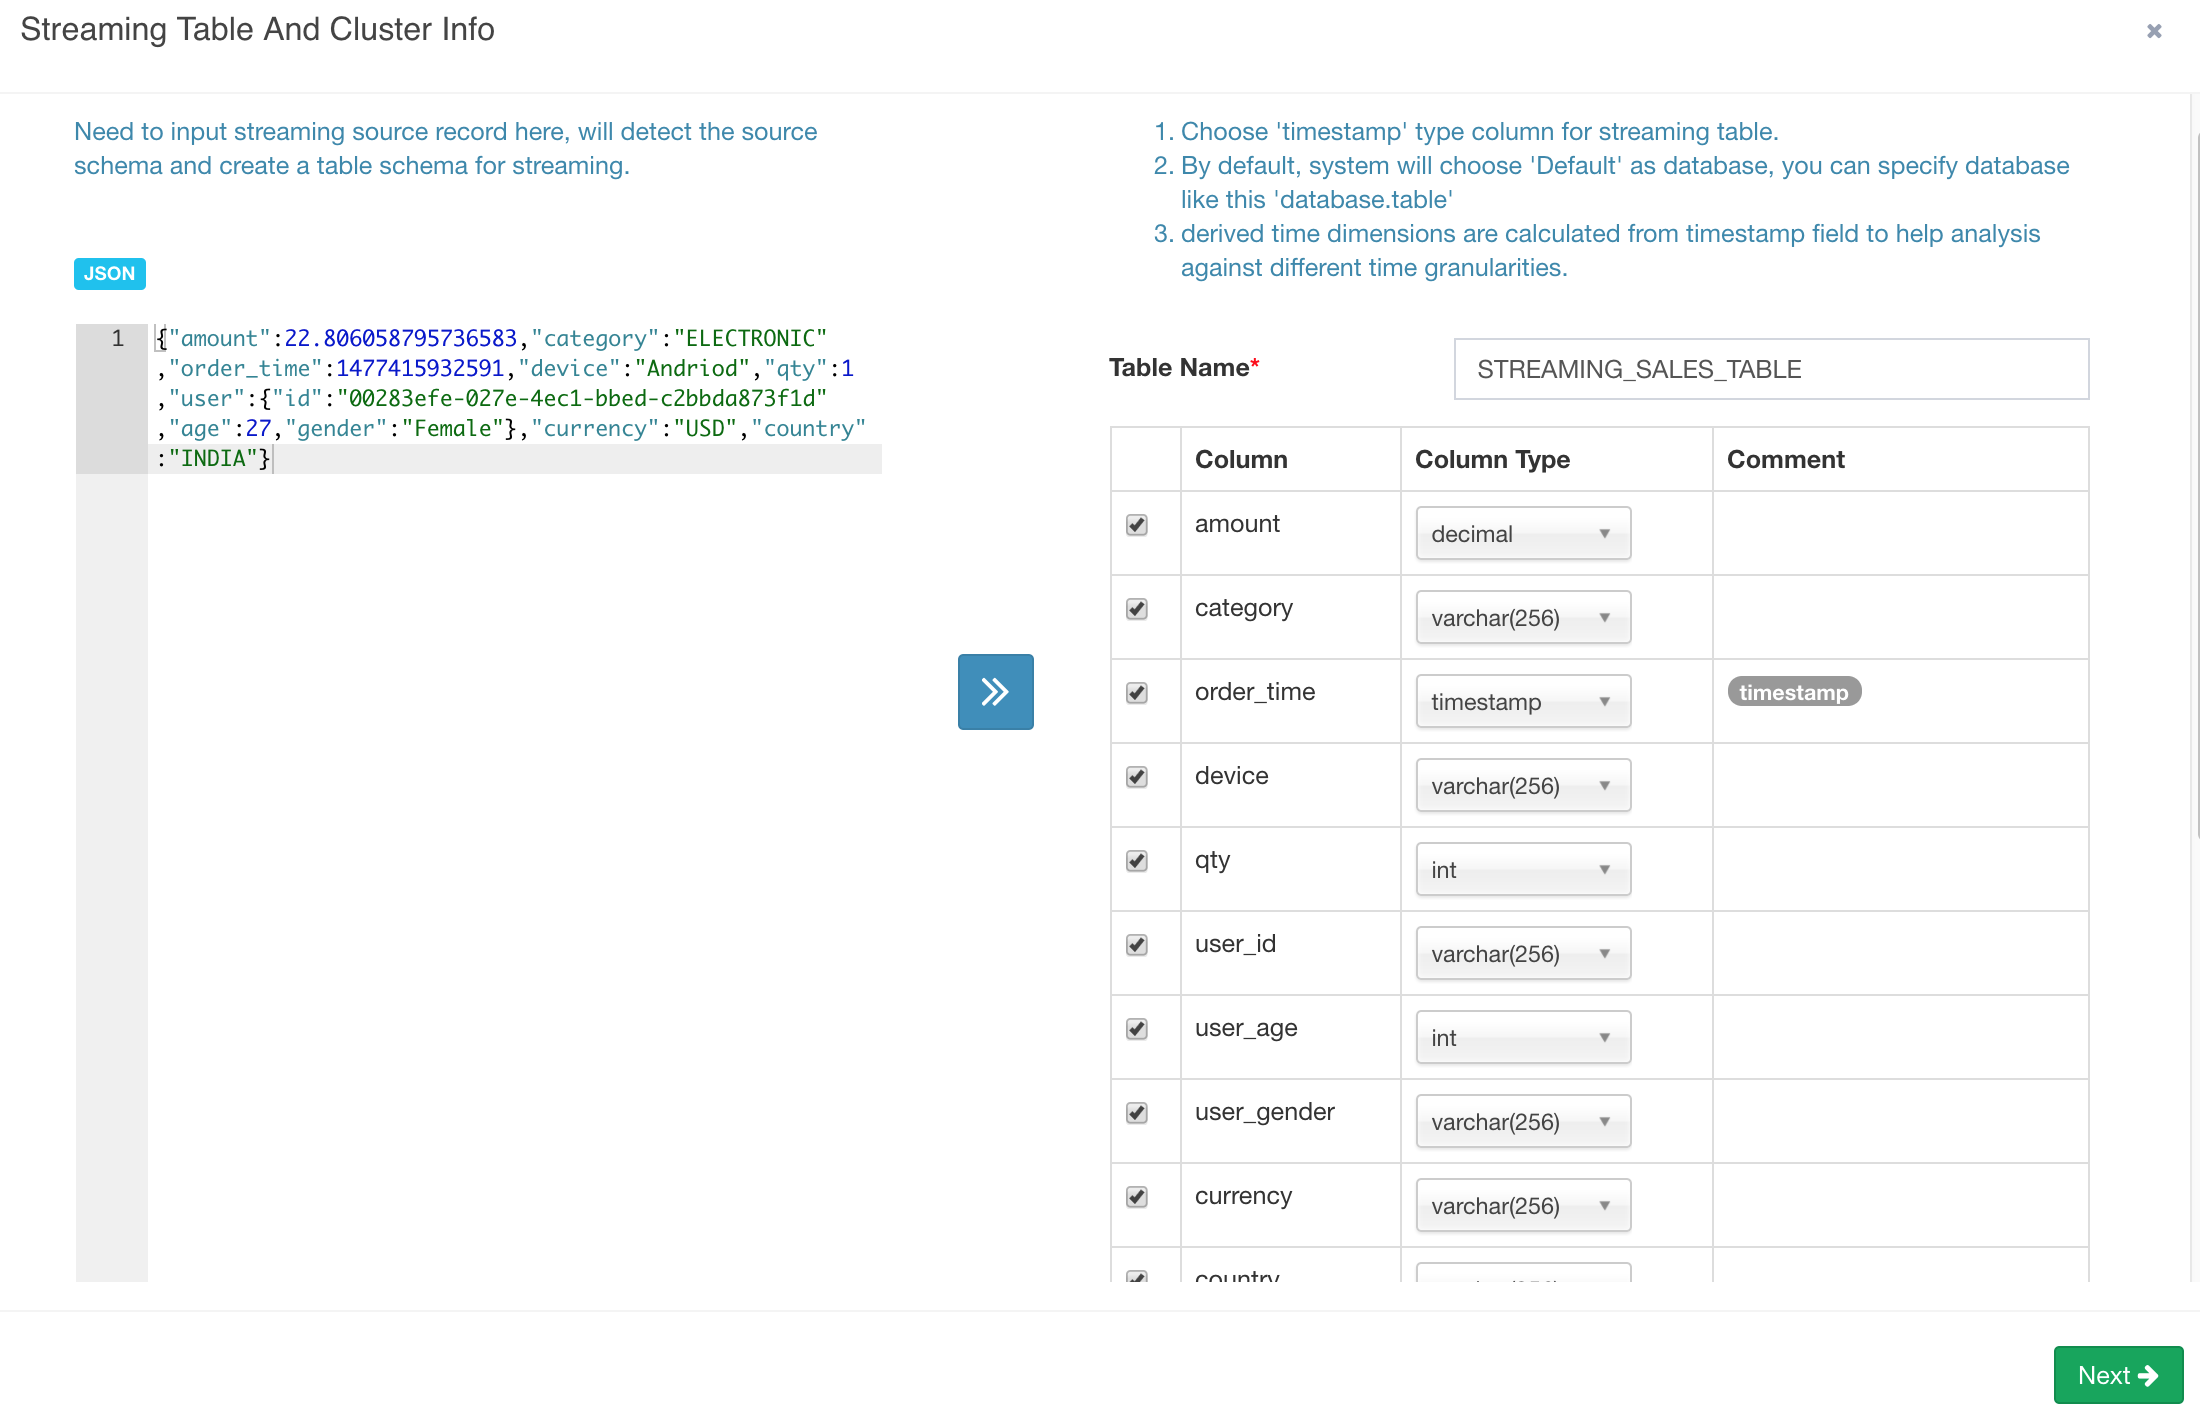 Streaming Table And Cluster Info
Need to input streaming source record here, will detect the source
schema and create a table schema for streaming.
JSON
1
{"amount":22.806058795736583,"category":"ELECTRONIC"
,"order_time":1477415932591,"device":"Andriod","qty":1
,"user":{"id":"00283efe-027e-4ec1-bbed-c2bbda873f1d"
,"age":27,"gender":"Female"},"currency":"USD","country"
:"INDIA"}
1. Choose 'timestamp' type column for streaming table.
2. By default, system will choose 'Default' as database, you can specify database
like this 'database.table'
3. derived time dimensions are calculated from timestamp field to help analysis
against different time granularities.
Table Name* STREAMING_SALES_TABLE
Column Column Type Comment
amount decimal
category varchar(256)
order_time timestamp timestamp
device varchar(256)
qty int
user_id varchar(256)
user_age int
user_gender varchar(256)
currency varchar(256)
country
Next